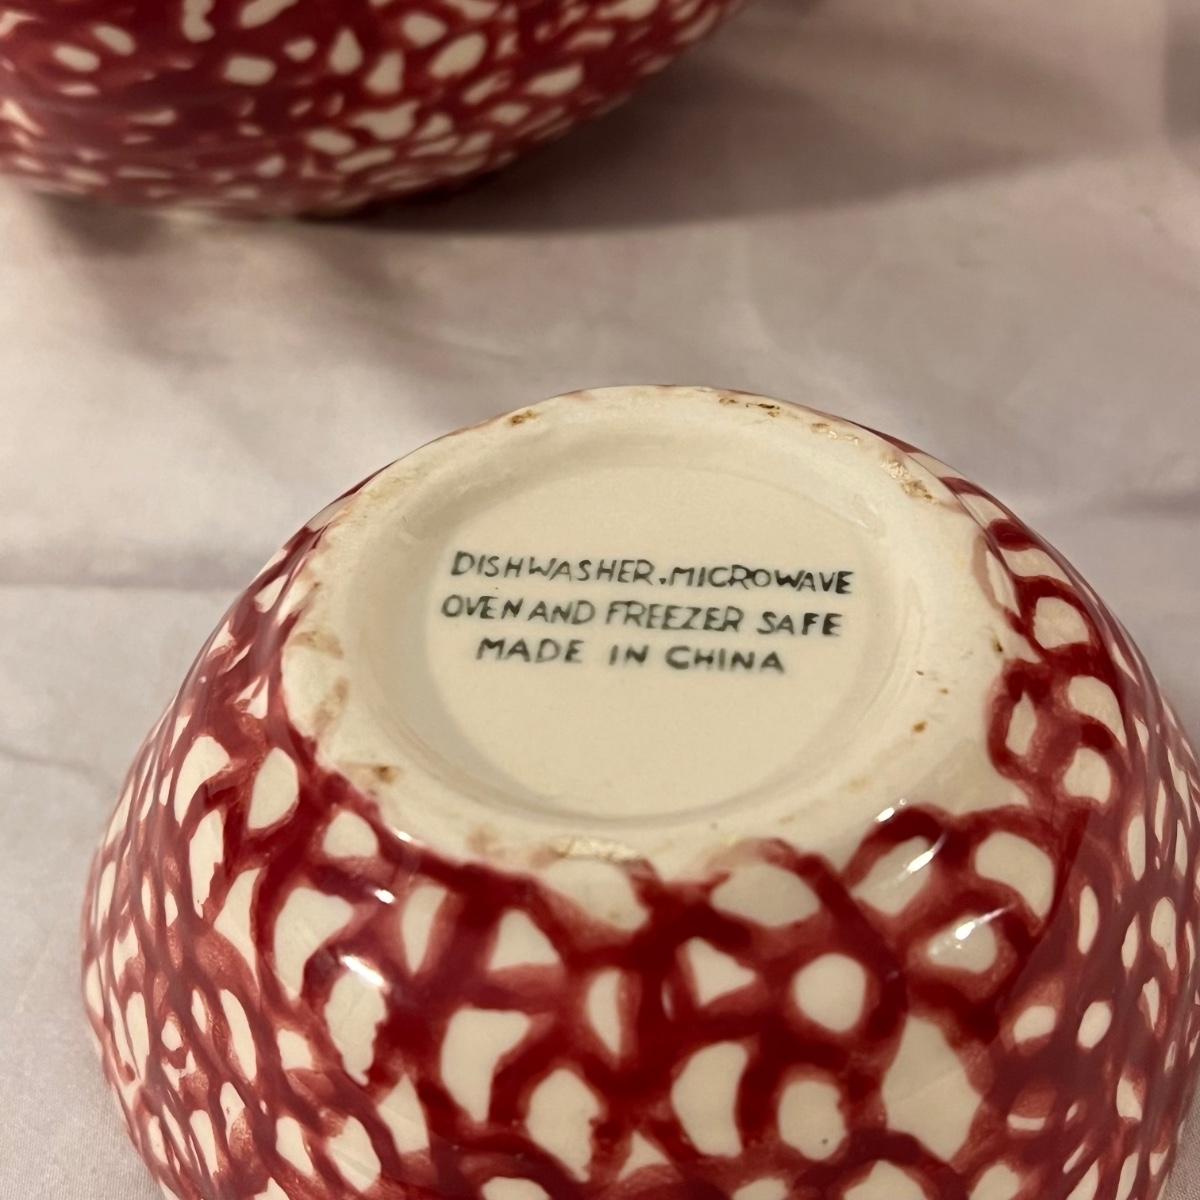 DISHWASHER.MICROWAVE
OVEN AND FREEZER SAFE
MADE IN CHINA